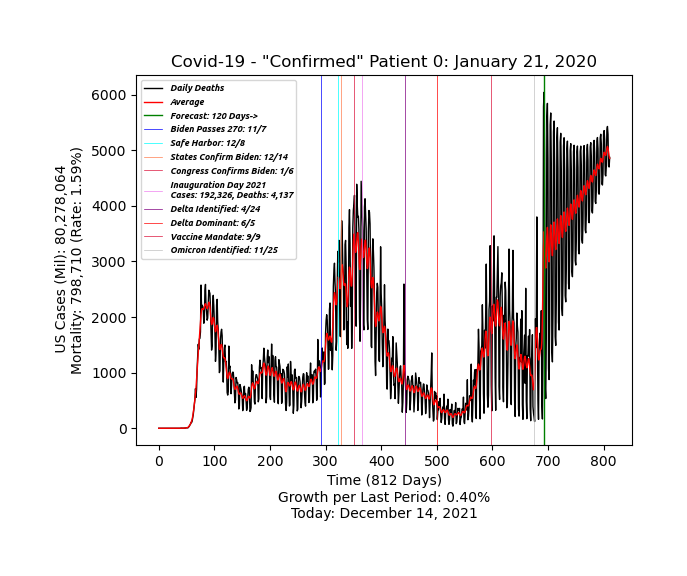 Covid-19 - "Confirmed" Patient 0: January 21, 2020
Daily Deaths
Average
Forecast: 120 Days->
Biden Passes 270: 11/7
Safe Harbor: 12/8
States Confirm Biden: 12/14
Congress Confirms Biden: 1/6
Inauguration Day 2021
Cases: 192,326, Deaths: 4,137
Delta Identified: 4/24
Delta Dominant: 6/5
Vaccine Mandate: 9/9
Omicron Identified: 11/25
US Cases (Mil): 80,278,064
Mortality: 798,710 (Rate: 1.59%)
6000
5000
4000
3000
2000
1000
0
0 100 200 300 400 500 600 700 800
Time (812 Days)
Growth per Last Period: 0.40%
Today: December 14, 2021